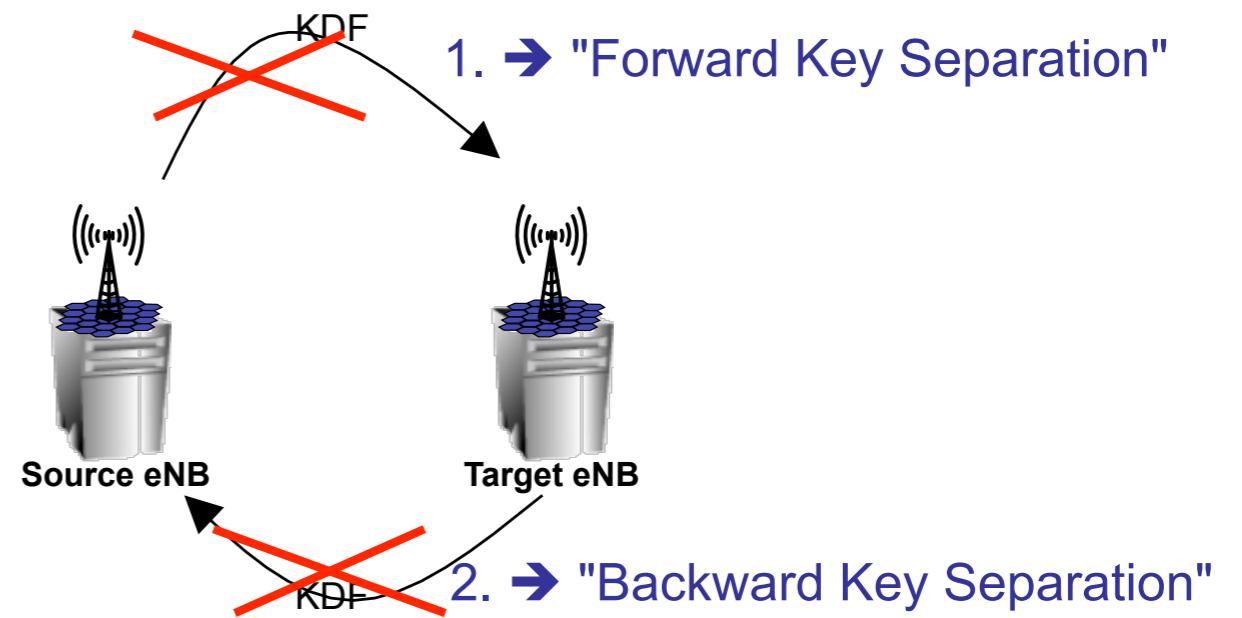 KDF
1. ➔ "Forward Key Separation"
Source eNB
Target eNB
KDF
2. ➔ "Backward Key Separation"